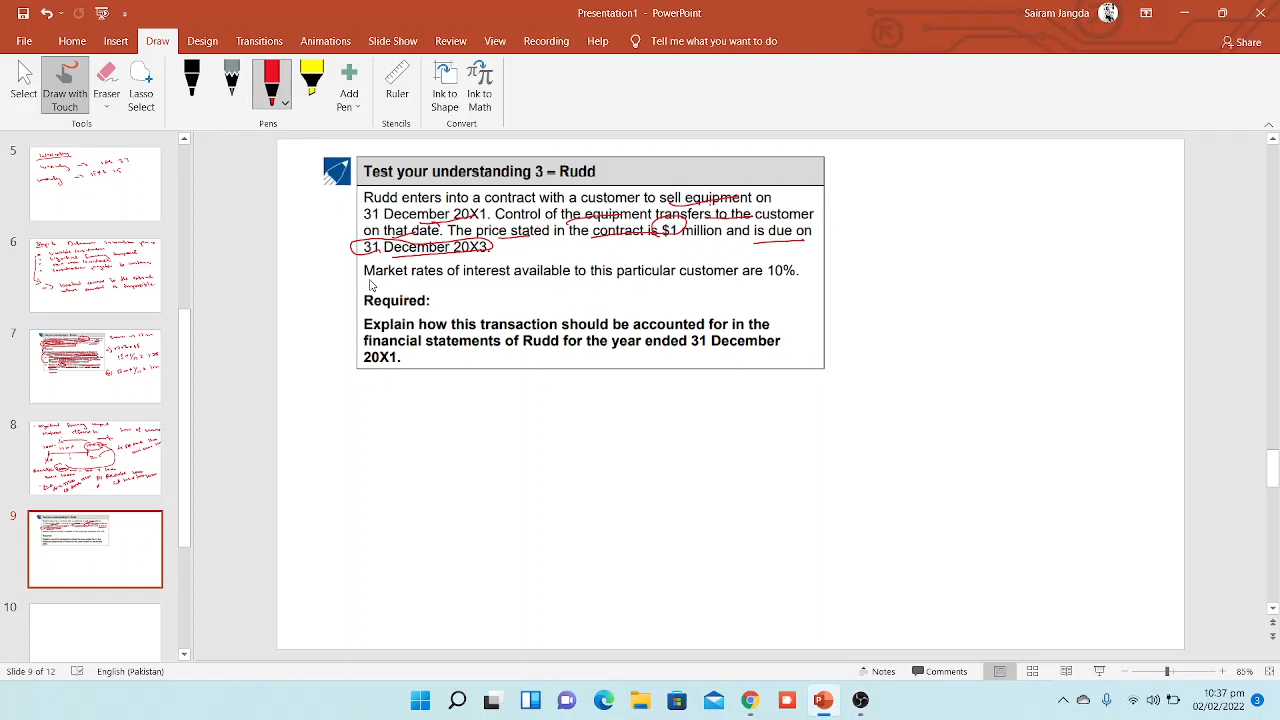 Presentation1 - PowerPoint
Sairam Jangda
File Home Insert Draw Design Transitions Animations Slide Show Review View Recording Help Tell me what you want to do
Share
Select
Draw with Touch
Eraser
Lasso Select
Add Pen
Ruler
Ink to Shape
Ink to Math
Tools
Pens
Stencils
Convert
5
6
7
8
9
10
Test your understanding 3 – Rudd
Rudd enters into a contract with a customer to sell equipment on
31 December 20X1. Control of the equipment transfers to the customer
on that date. The price stated in the contract is $1 million and is due on
31 December 20X3.
Market rates of interest available to this particular customer are 10%.
Required:
Explain how this transaction should be accounted for in the
financial statements of Rudd for the year ended 31 December
20X1.
Slide 9 of 12
English (Pakistan)
Notes
Comments
85%
10:37 pm
02/02/2022
3